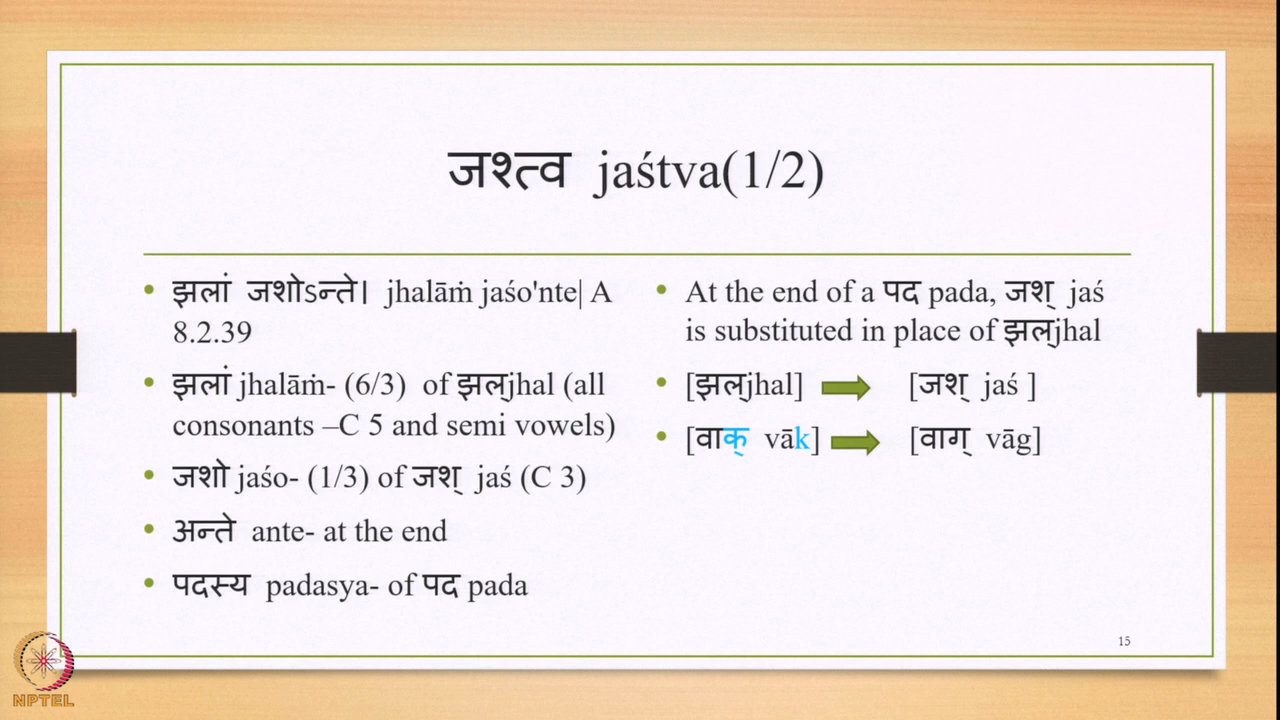 जश्त्व jaśtva(1/2)
• झलां जशोऽन्ते। jhalāṁ jaśo'nte| A
8.2.39
• झलां jhalāṁ- (6/3) of झल्jhal (all
consonants –C 5 and semi vowels)
• जशो jaśo- (1/3) of जश् jaś (C 3)
• अन्ते ante- at the end
• पदस्य padasya- of पद pada
• At the end of a पद pada, जश् jaś
is substituted in place of झल्jhal
• [झल्jhal] [जश् jaś ]
• [वाक् vāk] [वाग् vāg]
15
NPTEL